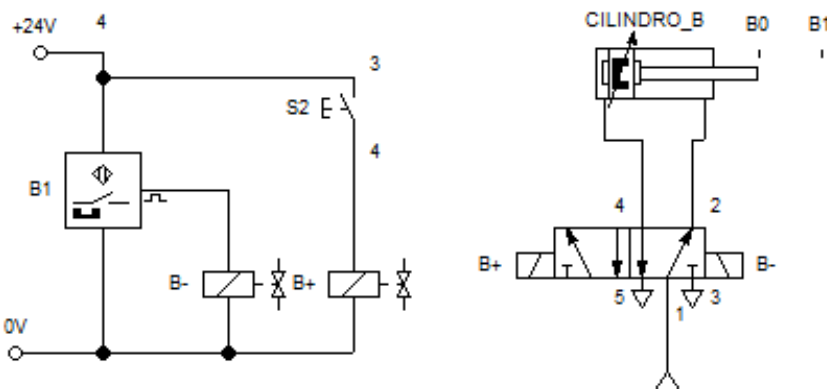 +24V
4
3
S2
4
B1
B-
B+
0V
CILINDRO_B
B0
B1
4
2
B+
B-
5
3
1